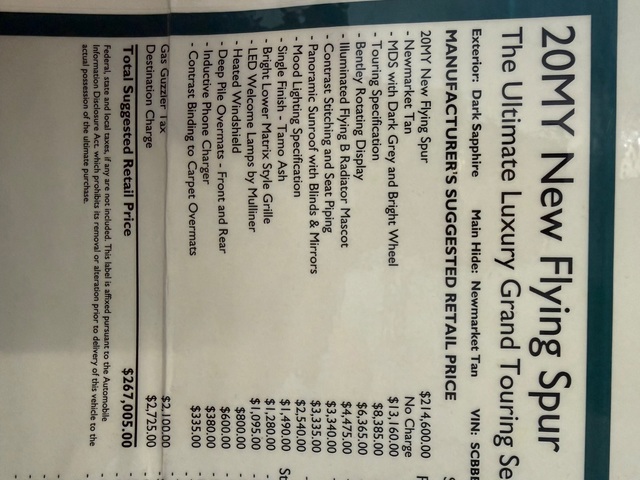 20MY New Flying Spur
The Ultimate Luxury Grand Touring Se
Exterior: Dark Sapphire Main Hide: Newmarket Tan VIN: SCBBB
MANUFACTURER'S SUGGESTED RETAIL PRICE
20MY New Flying Spur $214,600.00
- Newmarket Tan No Charge
- MDS with Dark Grey and Bright Wheel $13,160.00
- Touring Specification $8,385.00
- Bentley Rotating Display $6,365.00
- Illuminated Flying B Radiator Mascot $4,475.00
- Contrast Stitching and Seat Piping $3,340.00
- Panoramic Sunroof with Blinds & Mirrors $3,335.00
- Mood Lighting Specification $2,540.00
- Single Finish - Tamo Ash $1,490.00
- Bright Lower Matrix Style Grille $1,280.00
- LED Welcome Lamps by Mulliner $1,095.00
- Heated Windshield $800.00
- Deep Pile Overmats - Front and Rear $600.00
- Inductive Phone Charger $380.00
- Contrast Binding to Carpet Overmats $335.00
Gas Guzzler Tax $2,100.00
Destination Charge $2,725.00
Total Suggested Retail Price $267,005.00
Federal, state and local taxes, if any are not included. This label is affixed pursuant to the Automobile
Information Disclosure Act, which prohibits its removal or alteration prior to delivery of this vehicle to the
actual possession of the ultimate purchase.